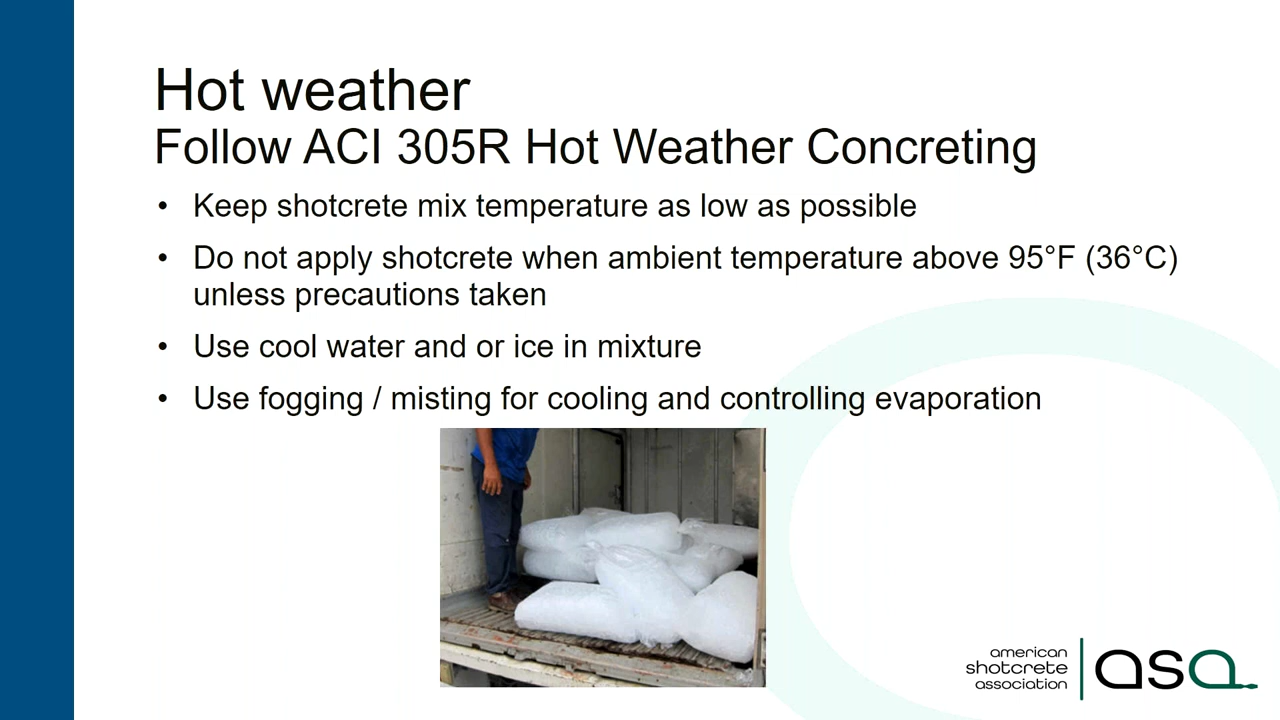 Hot weather
Follow ACI 305R Hot Weather Concreting
• Keep shotcrete mix temperature as low as possible
• Do not apply shotcrete when ambient temperature above 95°F (36°C)
unless precautions taken
• Use cool water and or ice in mixture
• Use fogging / misting for cooling and controlling evaporation
american
shotcrete
association
asa